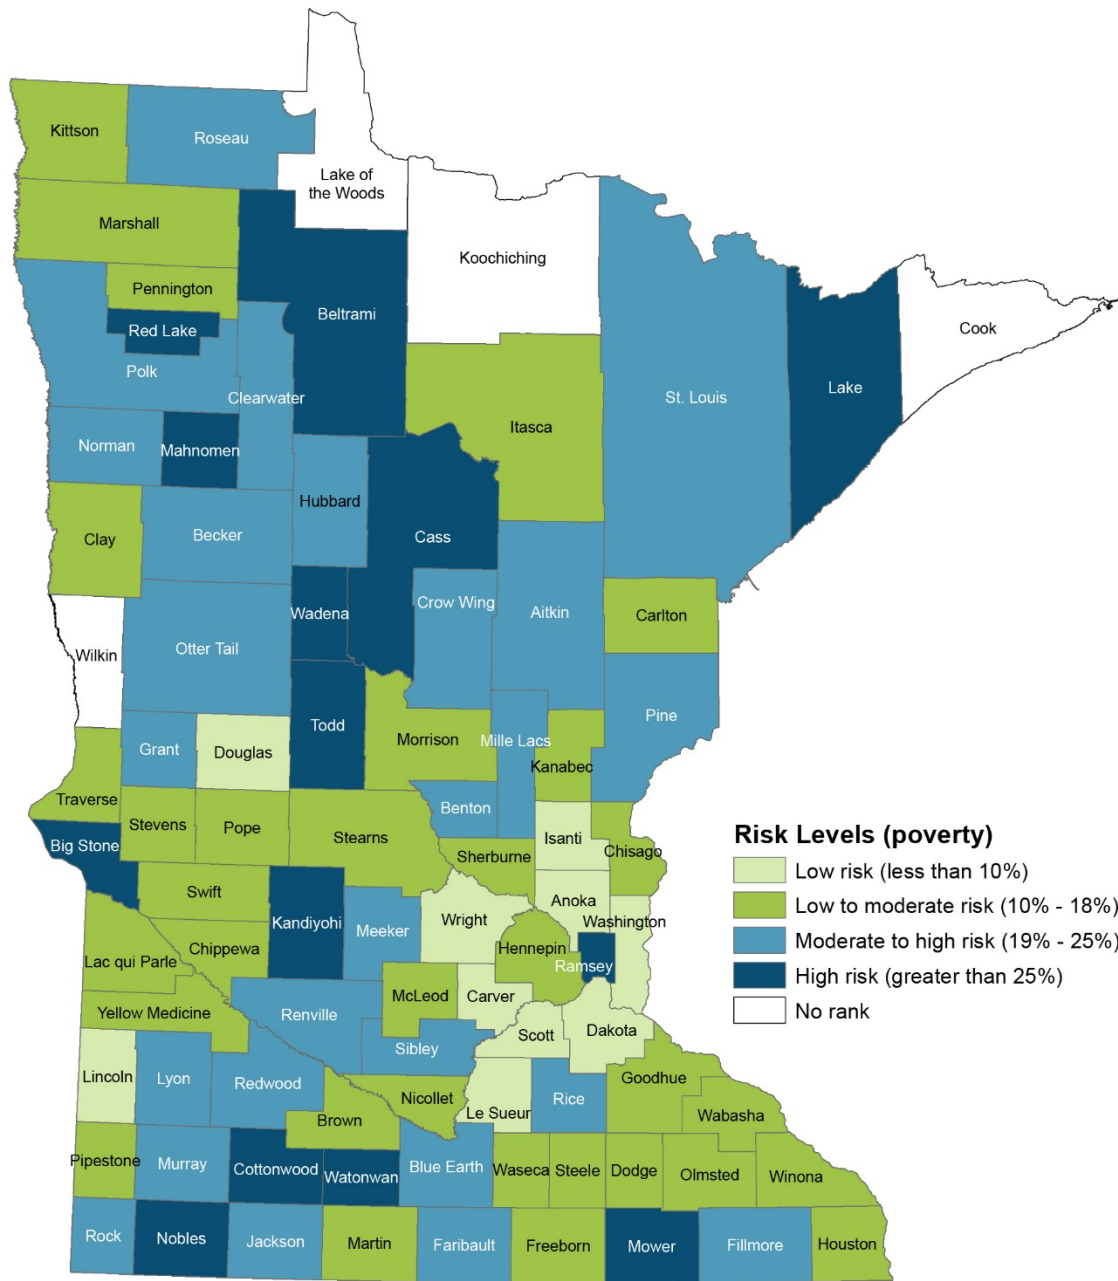 Kittson
Roseau
Lake of
the Woods
Marshall
Koochiching
Pennington
Beltrami
Red Lake
Cook
Polk
Clearwater
St. Louis
Lake
Itasca
Norman
Mahnomen
Hubbard
Clay
Becker
Cass
Crow Wing
Wadena
Aitkin
Carlton
Otter Tail
Wilkin
Pine
Todd
Morrison
Mille Lacs
Grant
Douglas
Kanabec
Traverse
Benton
Stevens
Pope
Stearns
Isanti
Big Stone
Sherburne
Chisago
Swift
Anoka
Kandiyohi
Wright
Washington
Meeker
Chippewa
Hennepin
Lac qui Parle
Ramsey
McLeod
Carver
Yellow Medicine
Renville
Scott
Dakota
Sibley
Lincoln
Lyon
Redwood
Goodhue
Nicollet
Rice
Le Sueur
Wabasha
Brown
Pipestone
Murray
Cottonwood
Watonwan
Blue Earth
Waseca
Steele
Dodge
Olmsted
Winona
Rock
Nobles
Jackson
Martin
Faribault
Freeborn
Mower
Fillmore
Houston
Risk Levels (poverty)
Low risk (less than 10%)
Low to moderate risk (10% - 18%)
Moderate to high risk (19% - 25%)
High risk (greater than 25%)
No rank